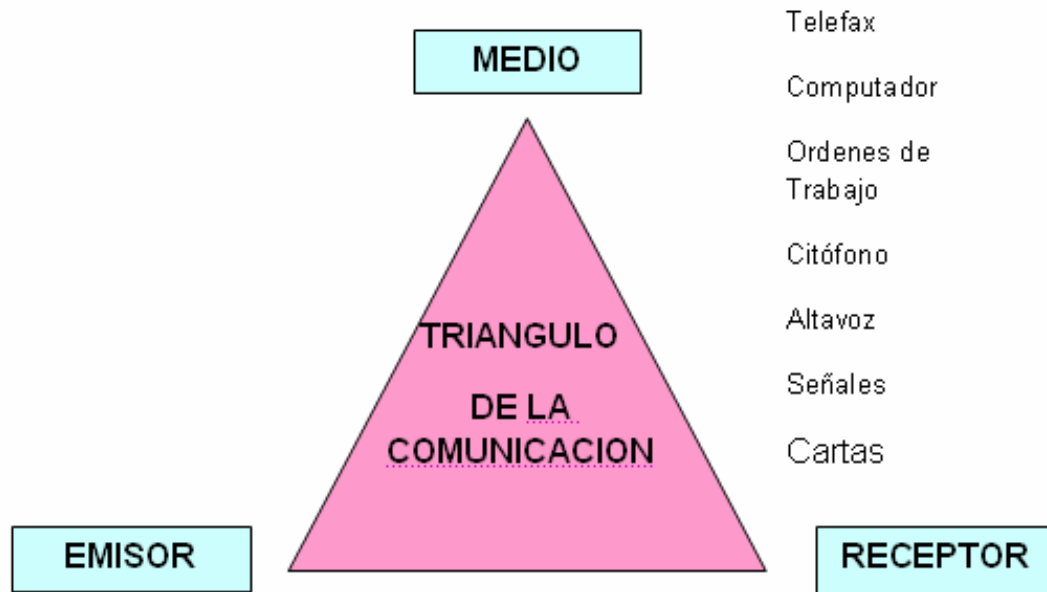 MEDIO
TRIANGULO
DE LA
COMUNICACION
EMISOR
RECEPTOR
Telefax
Computador
Ordenes de
Trabajo
Citófono
Altavoz
Señales
Cartas